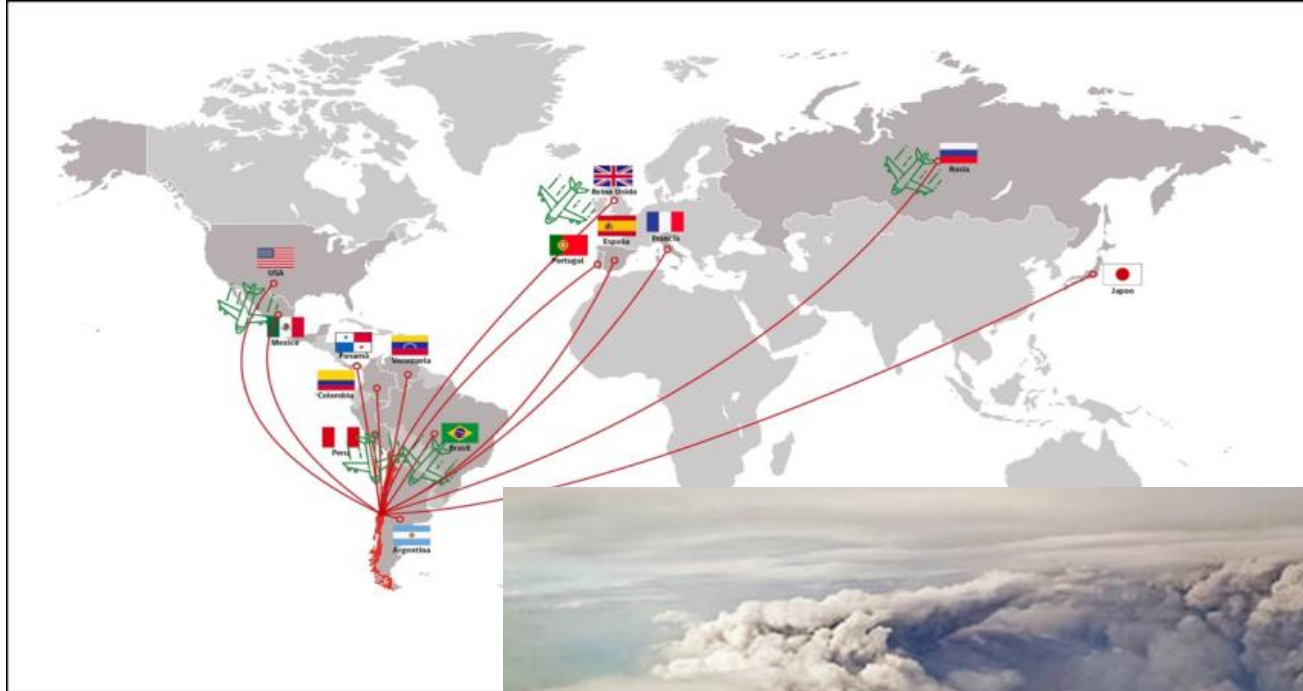 Reino Unido
Rusia
España
Francia
Portugal
USA
Japon
Mexico
Panamá
Venezuela
Colombia
Brasil
Perú
Argentina